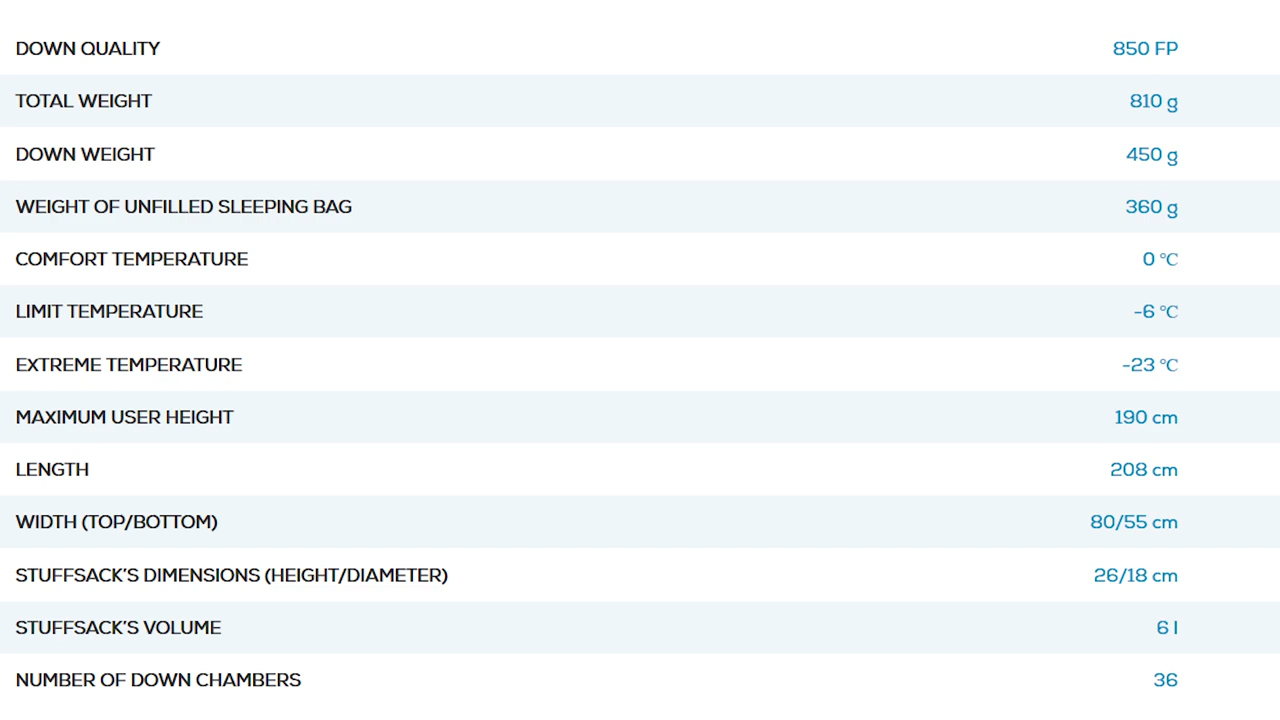 DOWN QUALITY 850 FP
TOTAL WEIGHT 810 g
DOWN WEIGHT 450 g
WEIGHT OF UNFILLED SLEEPING BAG 360 g
COMFORT TEMPERATURE 0 °C
LIMIT TEMPERATURE -6 °C
EXTREME TEMPERATURE -23 °C
MAXIMUM USER HEIGHT 190 cm
LENGTH 208 cm
WIDTH (TOP/BOTTOM) 80/55 cm
STUFFSACK'S DIMENSIONS (HEIGHT/DIAMETER) 26/18 cm
STUFFSACK'S VOLUME 6 l
NUMBER OF DOWN CHAMBERS 36